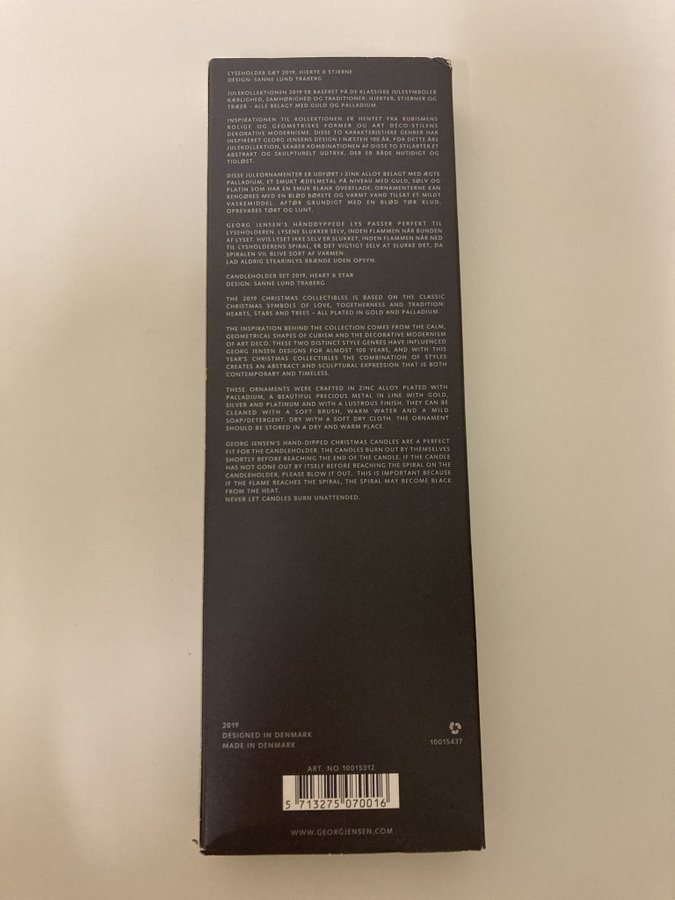 LYSEHOLDER SÆT 2019, HJERTE & STJERNE
DESIGN: SANNE LUND TRABERG
JULEKOLLEKTIONEN 2019 ER BASERET PÅ DE KLASSISKE JULESYMBOLER
KÆRLIGHED, SAMHØRIGHED OG TRADITIONER: HJERTER, STJERNER OG
TRÆER – ALLE BELAGT MED GULD OG PALLADIUM.
INSPIRATIONEN TIL KOLLEKTIONEN ER HENTET FRA KUBISMENS
ROLIGE OG GEOMETRISKE FORMER OG ART DECO-STILENS
DEKORATIVE MODERNISME. DISSE TO KARAKTERISTISKE GENRER HAR
INSPIRERET GEORG JENSENS DESIGN I NÆSTEN 100 ÅR. FOR DETTE ÅRS
JULEKOLLEKTION, SKABER KOMBINATIONEN AF DISSE TO STILARTER ET
ABSTRAKT OG SKULPTURELT UDTRYK, DER ER BÅDE NUTIDIGT OG
TIDLØST.
DISSE JULEORNAMENTER ER UDFØRT I ZINK ALLOY BELAGT MED ÆGTE
PALLADIUM, ET SMUKT ÆDELMETAL PÅ NIVEAU MED GULD, SØLV OG
PLATIN SOM HAR EN SMUK BLANK OVERFLADE. ORNAMENTERNE KAN
RENGØRES MED EN BLØD BØRSTE OG VARMT VAND TILSAT ET MILDT
VASKEMIDDEL. AFTØR GRUNDIGT MED EN BLØD TØR KLUD.
OPBEVARES TØRT OG LUNT.
GEORG JENSEN'S HÅNDDYPPEDE LYS PASSER PERFEKT TIL
LYSEHOLDEREN. LYSENE SLUKKER SELV, INDEN FLAMMEN NÅR BUNDEN
AF LYSET. HVIS LYSET IKKE SELV ER SLUKKET, INDEN FLAMMEN NÅR NED
TIL LYSHOLDERENS SPIRAL, ER DET VIGTIGT SELV AT SLUKKE DET, DA
SPIRALEN VIL BLIVE SORT AF VARMEN.
LAD ALDRIG STEARINLYS BRÆNDE UDEN OPSYN.
CANDLEHOLDER SET 2019, HEART & STAR
DESIGN: SANNE LUND TRABERG
THE 2019 CHRISTMAS COLLECTIBLES IS BASED ON THE CLASSIC
CHRISTMAS SYMBOLS OF LOVE, TOGETHERNESS AND TRADITION:
HEARTS, STARS AND TREES - ALL PLATED IN GOLD AND PALLADIUM.
THE INSPIRATION BEHIND THE COLLECTION COMES FROM THE CALM,
GEOMETRICAL SHAPES OF CUBISM AND THE DECORATIVE MODERNISM
OF ART DECO. THESE TWO DISTINCT STYLE GENRES HAVE INFLUENCED
GEORG JENSEN DESIGNS FOR ALMOST 100 YEARS, AND WITH THIS
YEAR'S CHRISTMAS COLLECTIBLES THE COMBINATION OF STYLES
CREATES AN ABSTRACT AND SCULPTURAL EXPRESSION THAT IS BOTH
CONTEMPORARY AND TIMELESS.
THESE ORNAMENTS WERE CRAFTED IN ZINC ALLOY PLATED WITH
PALLADIUM, A BEAUTIFUL PRECIOUS METAL IN LINE WITH GOLD,
SILVER AND PLATINUM AND WITH A LUSTROUS FINISH. THEY CAN BE
CLEANED WITH A SOFT BRUSH, WARM WATER AND A MILD
SOAP/DETERGENT. DRY WITH A SOFT DRY CLOTH. THE ORNAMENT
SHOULD BE STORED IN A DRY AND WARM PLACE.
GEORG JENSEN'S HAND-DIPPED CHRISTMAS CANDLES ARE A PERFECT
FIT FOR THE CANDLEHOLDER. THE CANDLES BURN OUT BY THEMSELVES
SHORTLY BEFORE REACHING THE END OF THE CANDLE. IF THE CANDLE
HAS NOT GONE OUT BY ITSELF BEFORE REACHING THE SPIRAL ON THE
CANDLEHOLDER, PLEASE BLOW IT OUT. THIS IS IMPORTANT BECAUSE
IF THE FLAME REACHES THE SPIRAL, THE SPIRAL MAY BECOME BLACK
FROM THE HEAT.
NEVER LET CANDLES BURN UNATTENDED.
2019
DESIGNED IN DENMARK
MADE IN DENMARK
10015437
ART. NO 10015312
5 713275 070016
WWW.GEORGJENSEN.COM